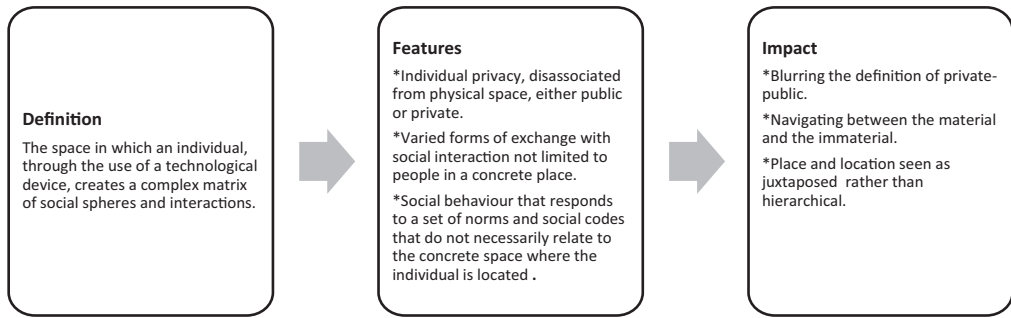 Definition
The space in which an individual,
through the use of a technological
device, creates a complex matrix
of social spheres and interactions.
Features
*Individual privacy, disassociated
from physical space, either public
or private.
*Varied forms of exchange with
social interaction not limited to
people in a concrete place.
*Social behaviour that responds
to a set of norms and social codes
that do not necessarily relate to
the concrete space where the
individual is located .
Impact
*Blurring the definition of private-
public.
*Navigating between the material
and the immaterial.
*Place and location seen as
juxtaposed rather than
hierarchical.